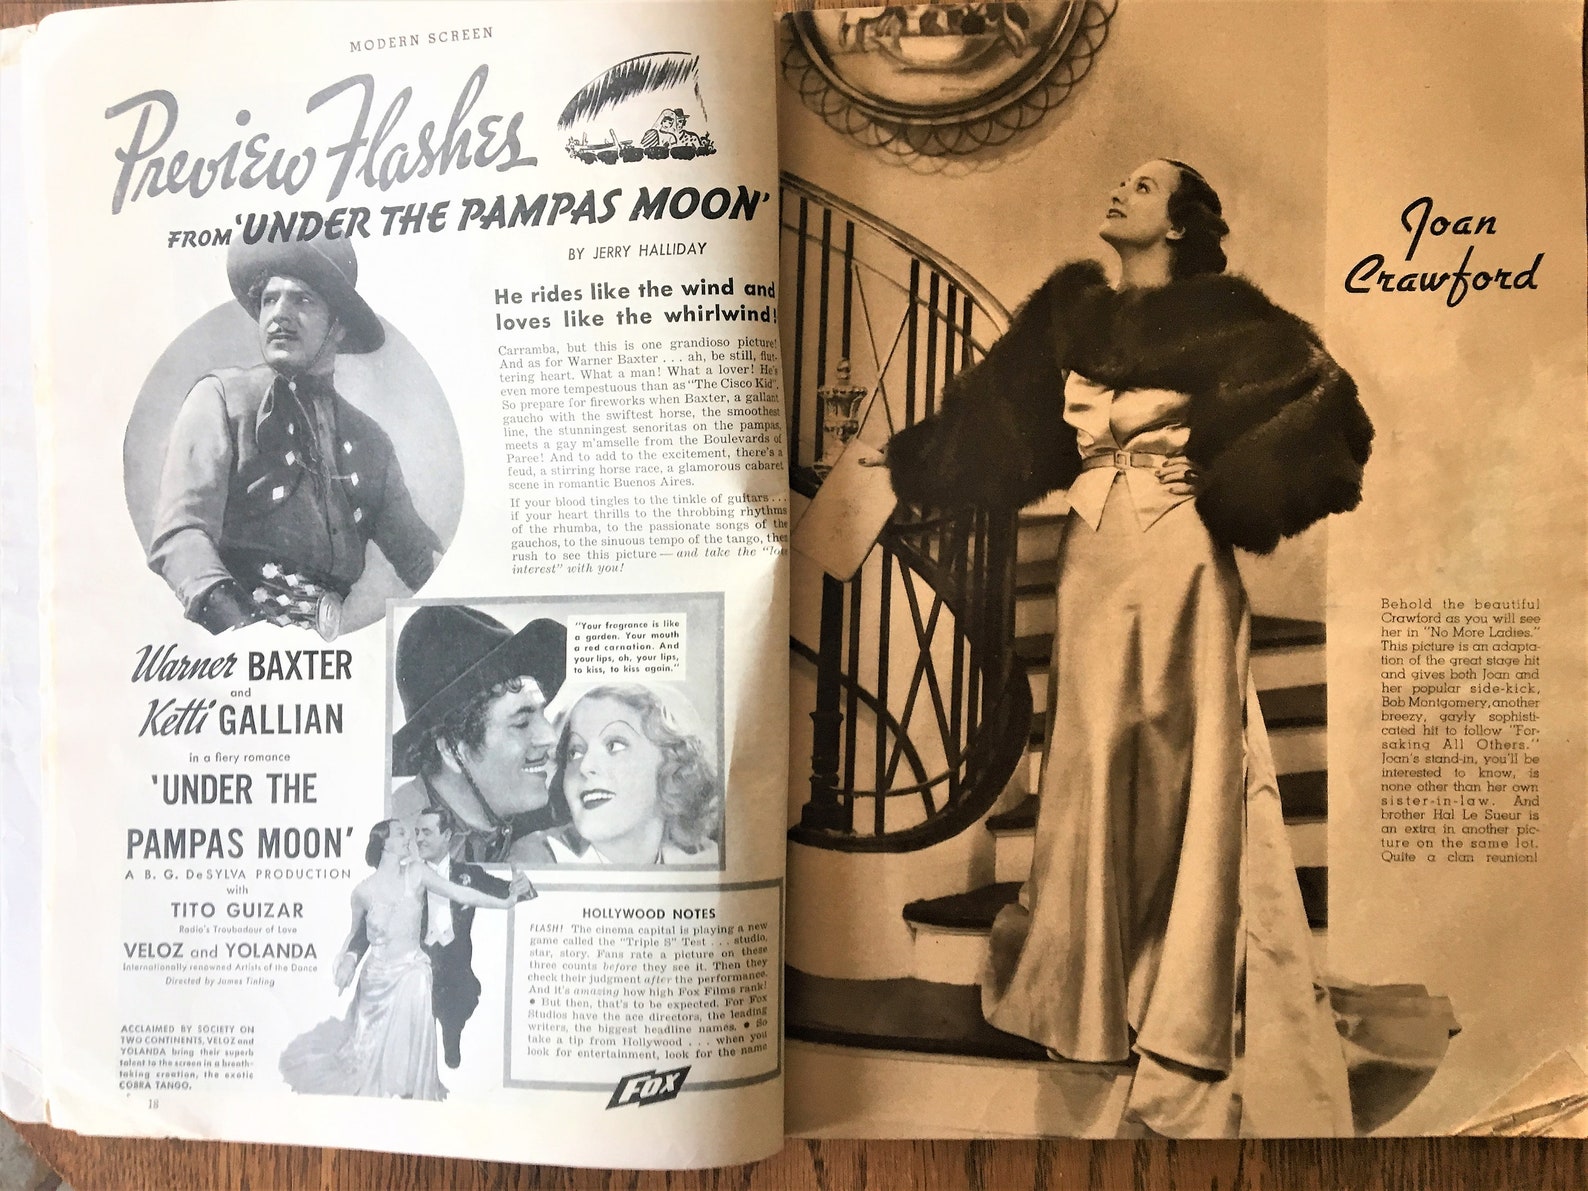 MODERN SCREEN
Preview Flashes
FROM 'UNDER THE PAMPAS MOON'
BY JERRY HALLIDAY
He rides like the wind and
loves like the whirlwind!
Carramba, but this is one grandioso picture!
And as for Warner Baxter . . . ah, be still, flut-
tering heart. What a man! What a lover! He's
even more tempestuous than as "The Cisco Kid".
So prepare for fireworks when Baxter, a gallant
gaucho with the swiftest horse, the smoothest
line, the stunningest senoritas on the pampas,
meets a gay m'amselle from the Boulevards of
Paree! And to add to the excitement, there's a
feud, a stirring horse race, a glamorous cabaret
scene in romantic Buenos Aires.
If your blood tingles to the tinkle of guitars . . .
if your heart thrills to the throbbing rhythms
of the rhumba, to the passionate songs of the
gauchos, to the sinuous tempo of the tango, then
rush to see this picture — and take the "love
interest" with you!
"Your fragrance is like
a garden. Your mouth
a red carnation. And
your lips, oh, your lips,
to kiss, to kiss again."
Warner BAXTER
and
Ketti GALLIAN
in a fiery romance
'UNDER THE
PAMPAS MOON'
A B. G. DeSYLVA PRODUCTION
with
TITO GUIZAR
Radio's Troubadour of Love
VELOZ and YOLANDA
Internationally renowned Artists of the Dance
Directed by James Tinling
ACCLAIMED BY SOCIETY ON
TWO CONTINENTS, VELOZ and
YOLANDA bring their superb
talent to the screen in a breath-
taking creation, the exotic
COBRA TANGO.
18
HOLLYWOOD NOTES
FLASH! The cinema capital is playing a new
game called the "Triple S" Test . . . studio,
star, story. Fans rate a picture on these
three counts before they see it. Then they
check their judgment after the performance.
And it's amazing how high Fox Films rank!
• But then, that's to be expected. For Fox
Studios have the ace directors, the leading
writers, the biggest headline names. • So
take a tip from Hollywood . . . when you
look for entertainment, look for the name
FOX
Joan
Crawford
Behold the beautiful
Crawford as you will see
her in "No More Ladies."
This picture is an adapta-
tion of the great stage hit
and gives both Joan and
her popular side-kick,
Bob Montgomery, another
breezy, gayly sophisti-
cated hit to follow "For-
saking All Others."
Joan's stand-in, you'll be
interested to know, is
none other than her own
sister-in-law. And
brother Hal Le Sueur is
an extra in another pic-
ture on the same lot.
Quite a clan reunion!